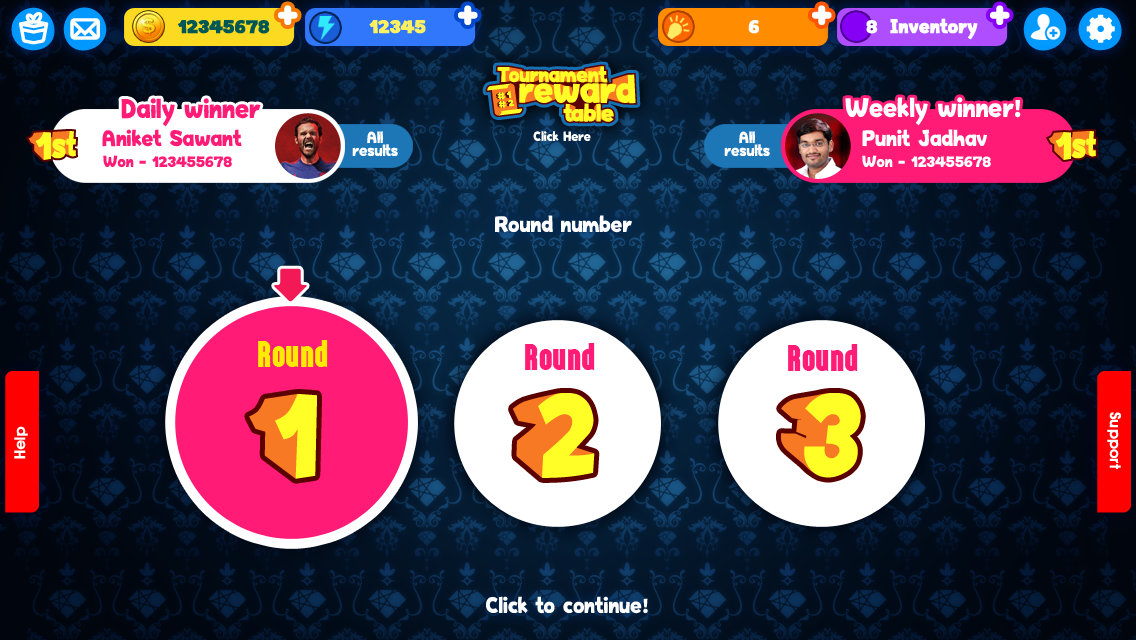 12345678
12345
6
8 Inventory
Tournament
#1 reward
#2
table
Click Here
Daily winner
1st
Aniket Sawant
Won - 123455678
All
results
Weekly winner!
All
results
Punit Jadhav
Won - 123455678
1st
Round number
Round
1
Round
2
Round
3
Help
Support
Click to continue!